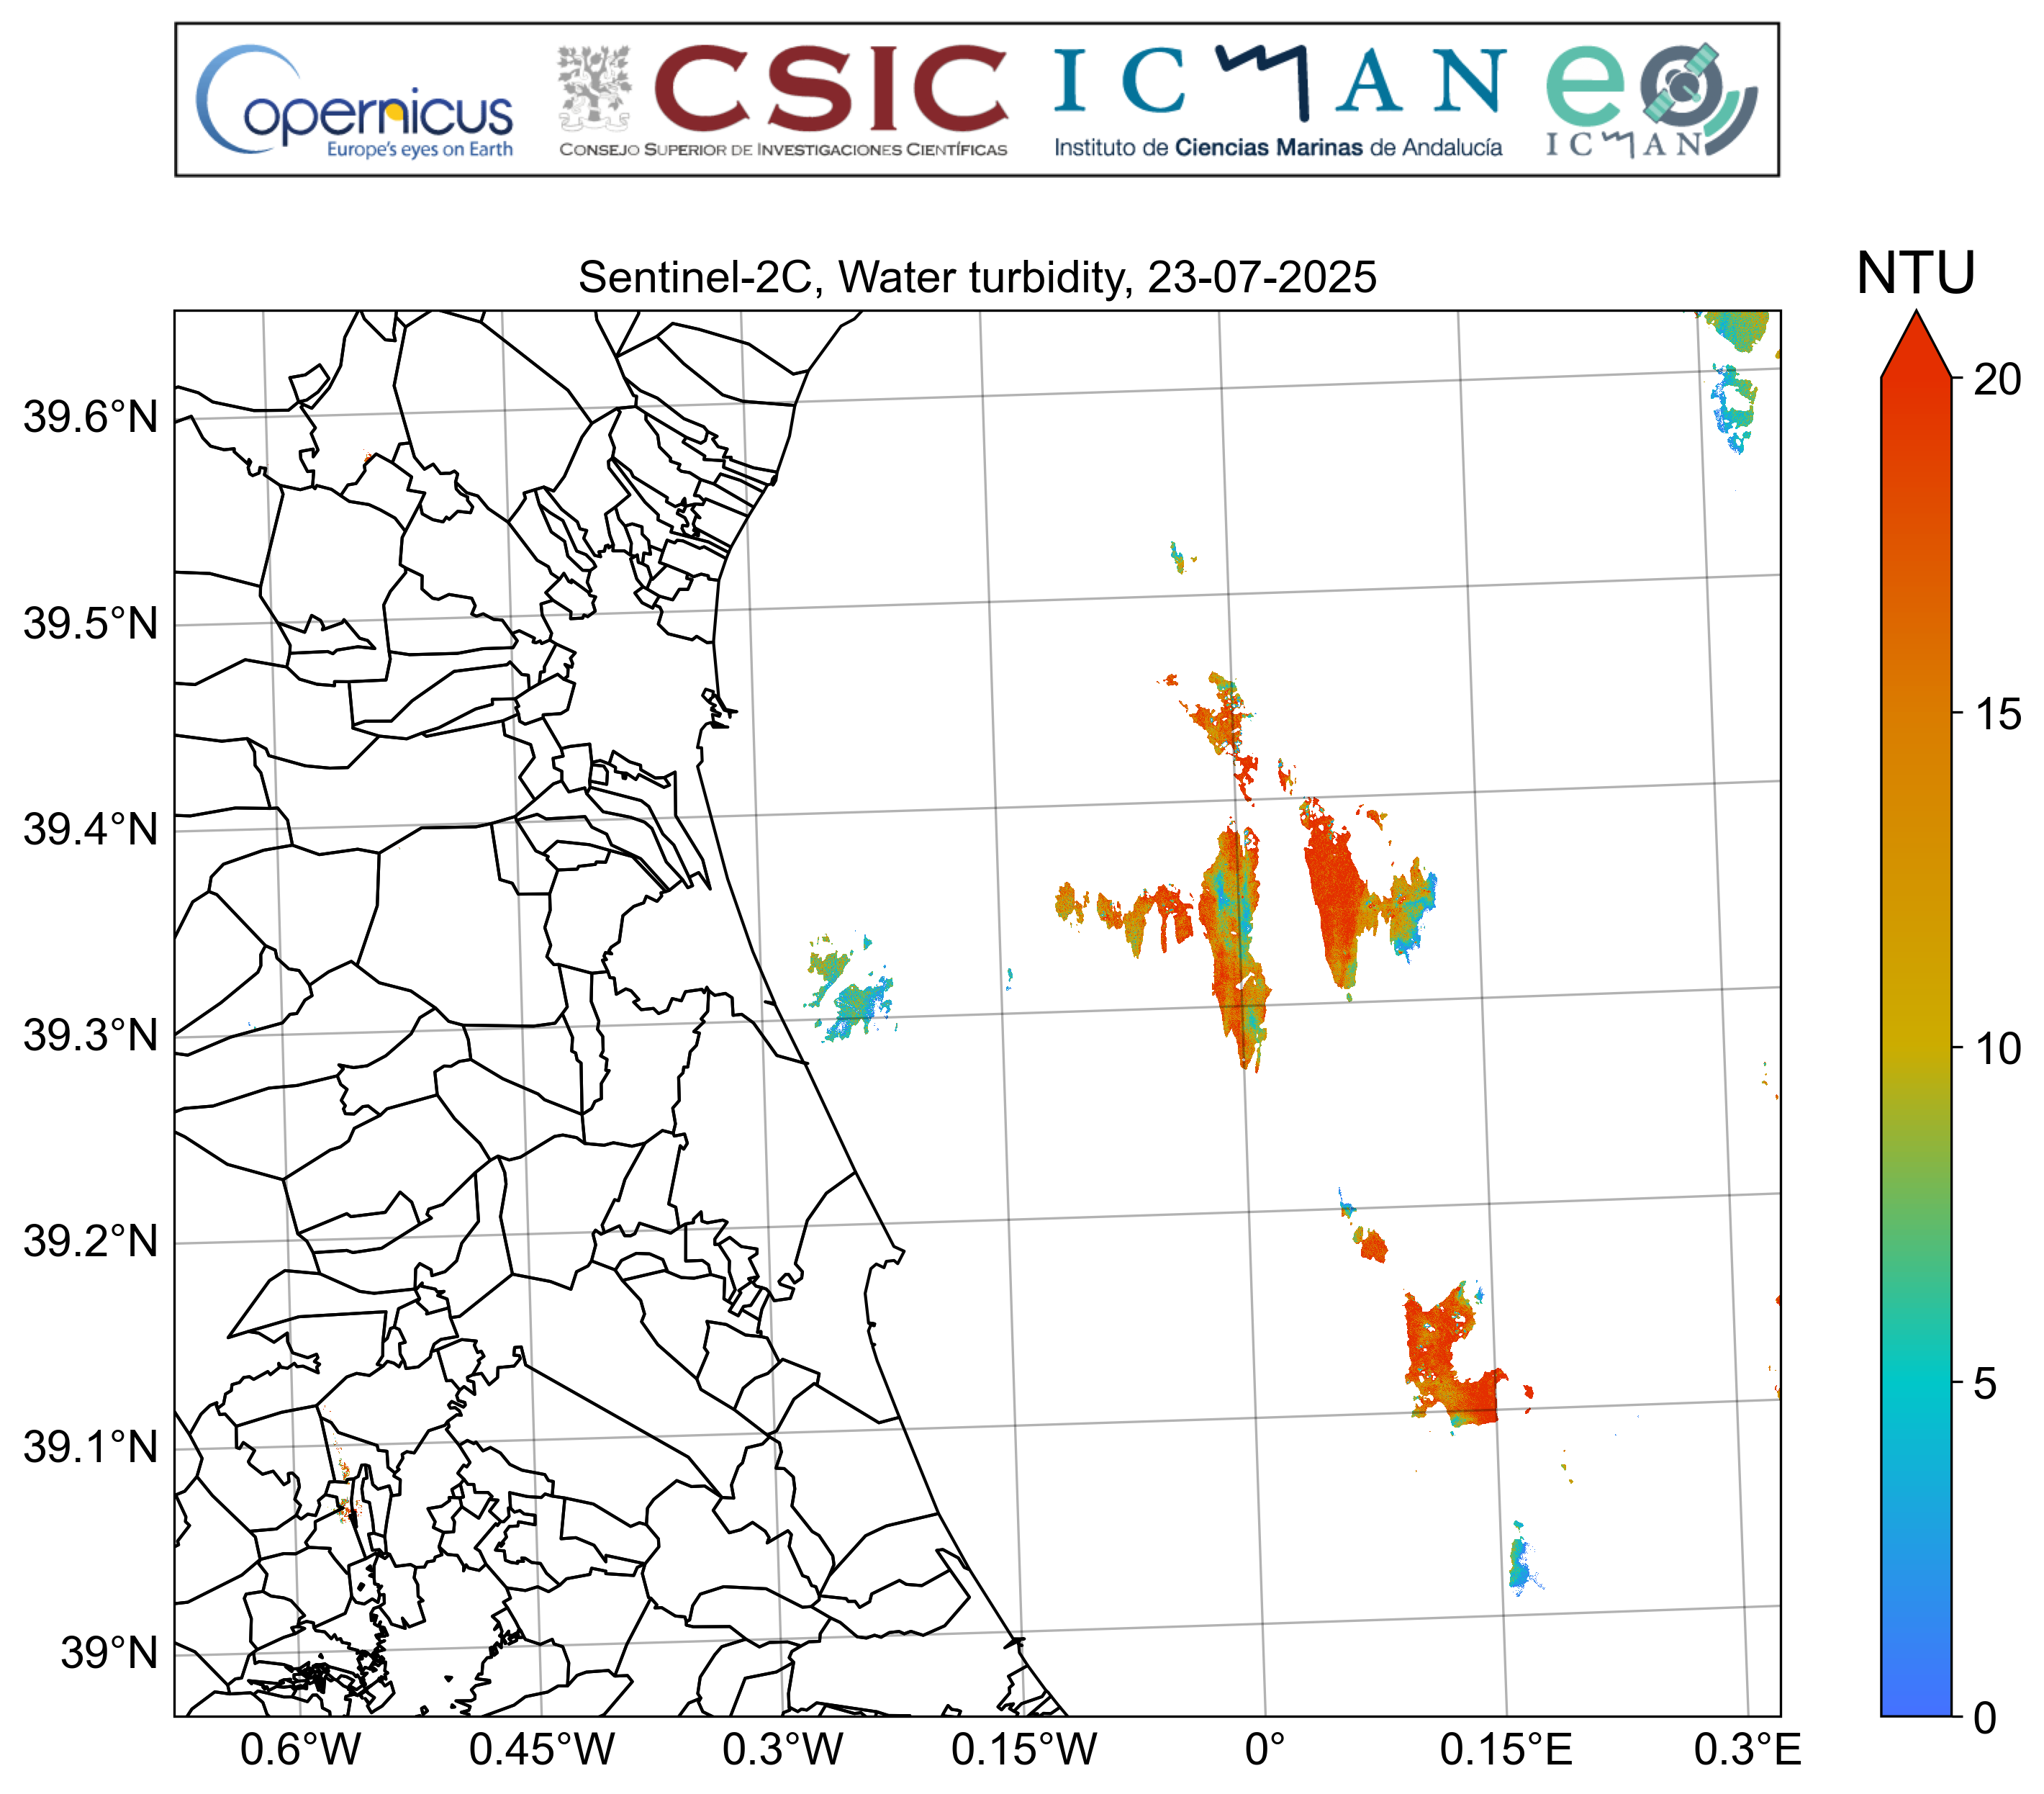 Copernicus
Europe's eyes on Earth
CSIC
CONSEJO SUPERIOR DE INVESTIGACIONES CIENTÍFICAS
ICMAN
Instituto de Ciencias Marinas de Andalucía
eo
ICMAN
Sentinel-2C, Water turbidity, 23-07-2025
NTU
20
15
10
5
0
39.6°N
39.5°N
39.4°N
39.3°N
39.2°N
39.1°N
39°N
0.6°W 0.45°W 0.3°W 0.15°W 0° 0.15°E 0.3°E